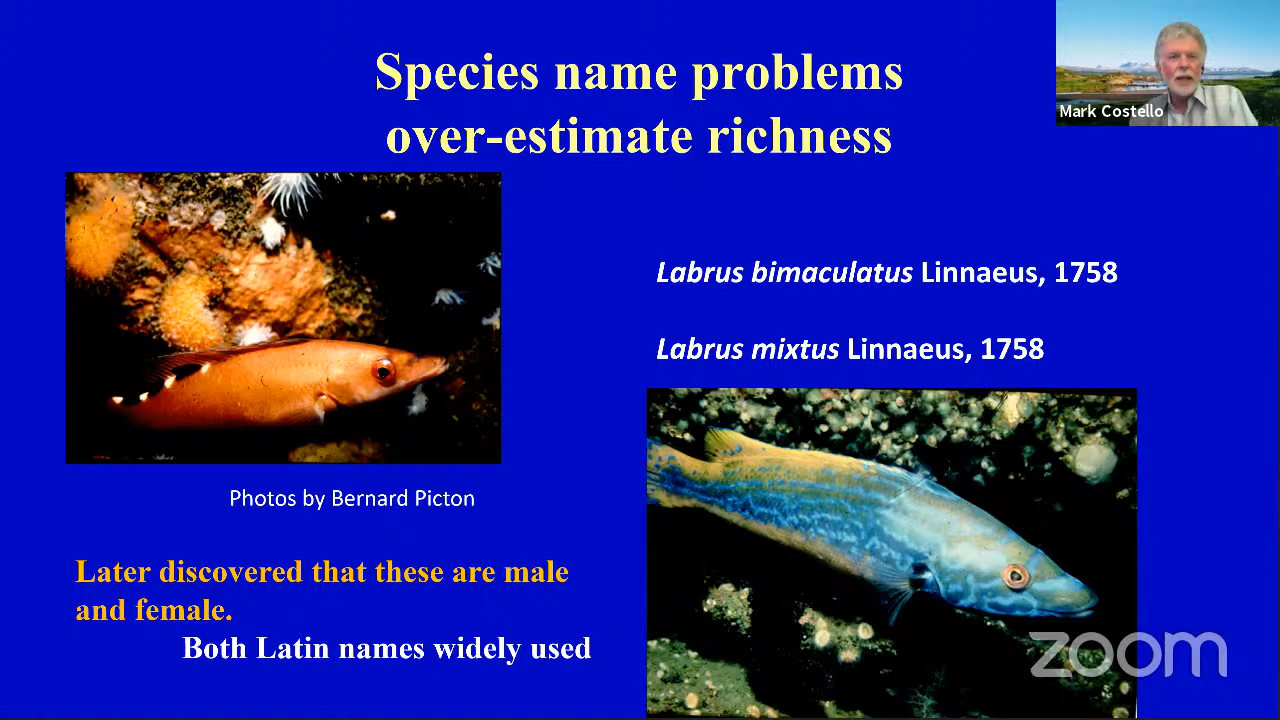 Species name problems
over-estimate richness
Mark Costello
Labrus bimaculatus Linnaeus, 1758
Labrus mixtus Linnaeus, 1758
Photos by Bernard Picton
Later discovered that these are male
and female.
Both Latin names widely used
zoom